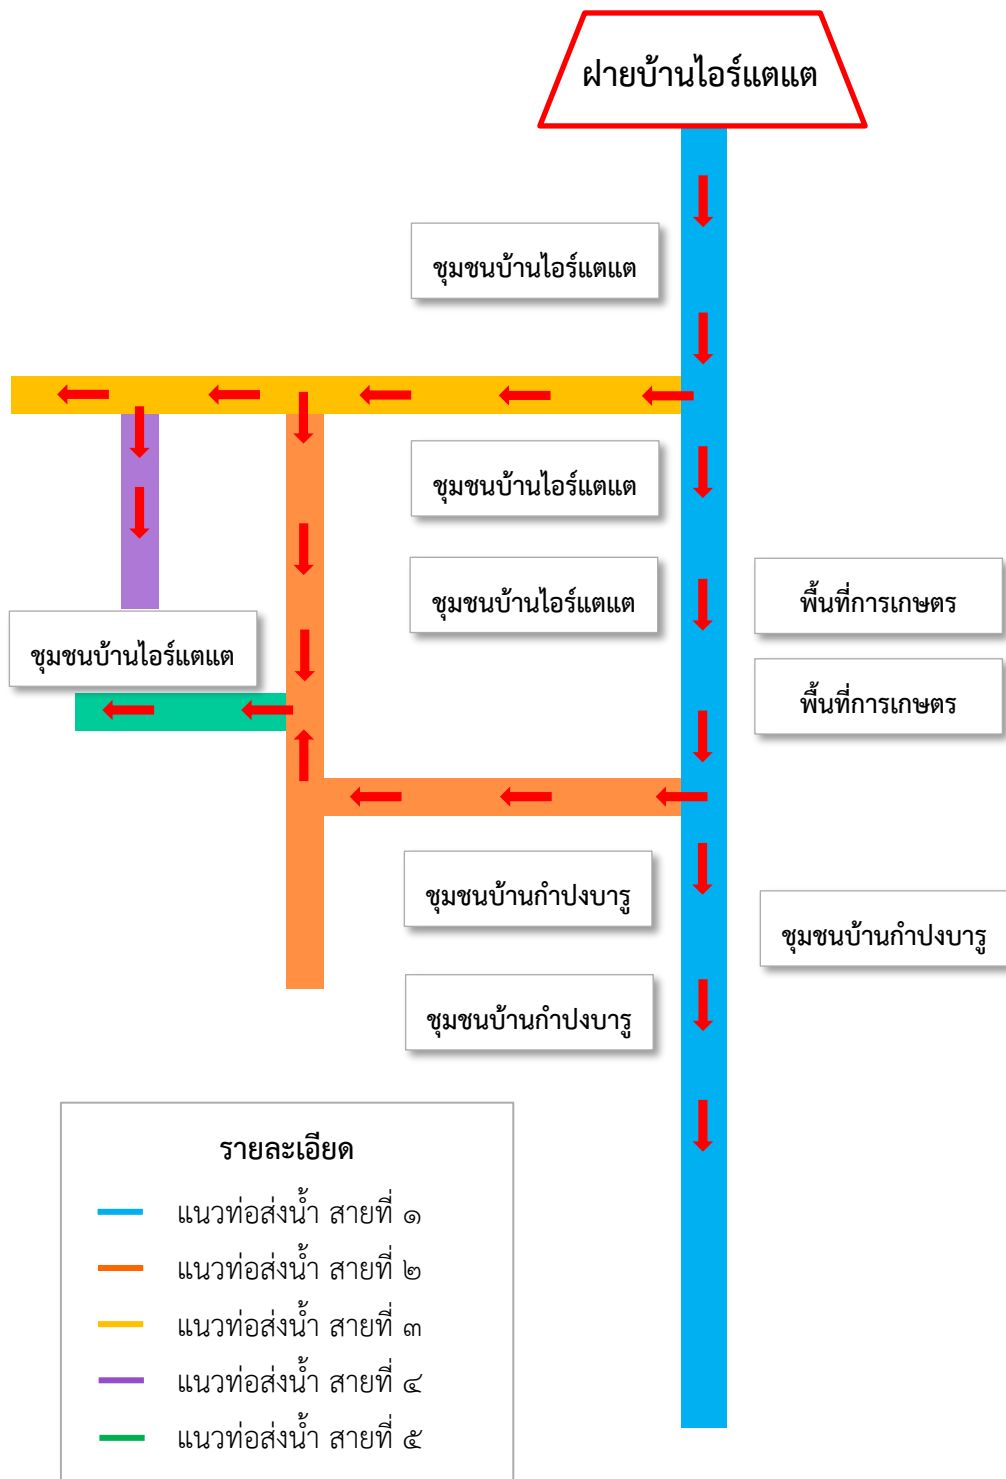 ฝายบ้านไอร์แตแต
ชุมชนบ้านไอร์แตแต
ชุมชนบ้านไอร์แตแต
ชุมชนบ้านไอร์แตแต
พื้นที่การเกษตร
ชุมชนบ้านไอร์แตแต
พื้นที่การเกษตร
ชุมชนบ้านกำปงบารู
ชุมชนบ้านกำปงบารู
ชุมชนบ้านกำปงบารู
รายละเอียด
แนวท่อส่งน้ำ สายที่ ๑
แนวท่อส่งน้ำ สายที่ ๒
แนวท่อส่งน้ำ สายที่ ๓
แนวท่อส่งน้ำ สายที่ ๔
แนวท่อส่งน้ำ สายที่ ๕